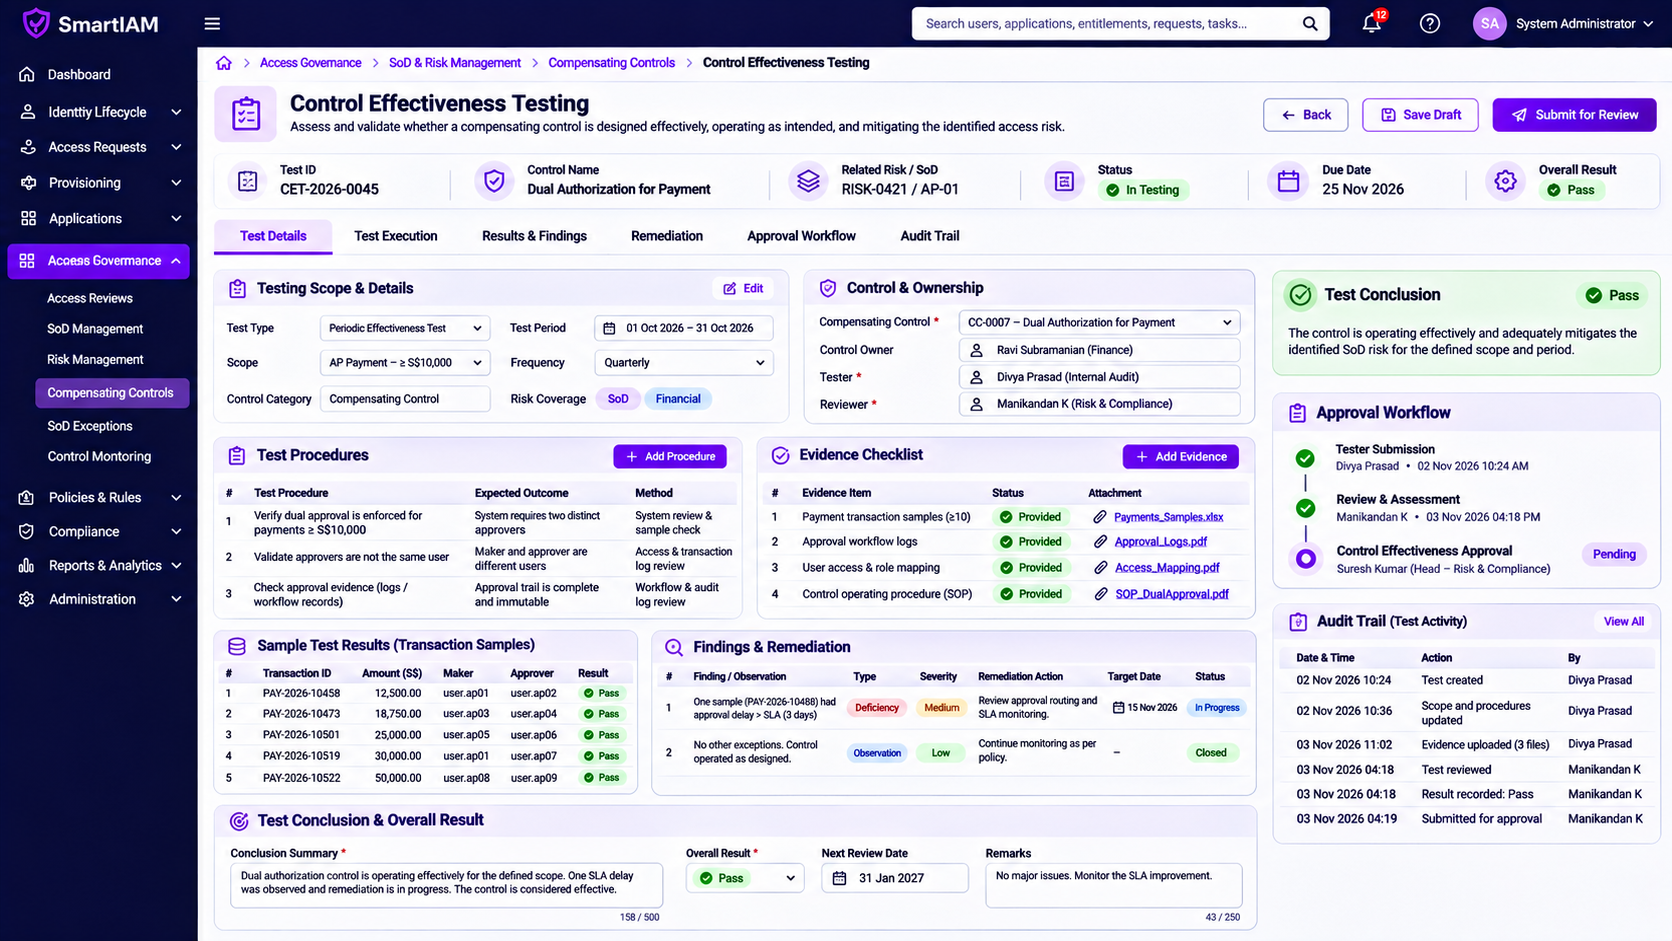 SmartIAM
Search users, applications, entitlements, requests, tasks...
12
SA
System Administrator
Dashboard
Identtiy Lifecycle
Access Requests
Provisioning
Applications
Access Governance
Access Reviews
SoD Management
Risk Management
Compensating Controls
SoD Exceptions
Control Montoring
Policies & Rules
Compliance
Reports & Analytics
Administration
Access Governance > SoD & Risk Management > Compensating Controls > Control Effectiveness Testing
Control Effectiveness Testing
Assess and validate whether a compensating control is designed effectively, operating as intended, and mitigating the identified access risk.
Back
Save Draft
Submit for Review
Test ID
CET-2026-0045
Control Name
Dual Authorization for Payment
Related Risk / SoD
RISK-0421 / AP-01
Status
In Testing
Due Date
25 Nov 2026
Overall Result
Pass
Test Details
Test Execution
Results & Findings
Remediation
Approval Workflow
Audit Trail
Testing Scope & Details
Edit
Test Type
Periodic Effectiveness Test
Test Period
01 Oct 2026 – 31 Oct 2026
Scope
AP Payment – ≥ S$10,000
Frequency
Quarterly
Control Category
Compensating Control
Risk Coverage
SoD
Financial
Control & Ownership
Compensating Control *
CC-0007 – Dual Authorization for Payment
Control Owner
Ravi Subramanian (Finance)
Tester *
Divya Prasad (Internal Audit)
Reviewer *
Manikandan K (Risk & Compliance)
Test Conclusion
Pass
The control is operating effectively and adequately mitigates the
identified SoD risk for the defined scope and period.
Test Procedures
+ Add Procedure
# Test Procedure Expected Outcome Method
1 Verify dual approval is enforced for
payments ≥ S$10,000
System requires two distinct
approvers
System review &
sample check
2 Validate approvers are not the same user
Maker and approver are
different users
Access & transaction
log review
3 Check approval evidence (logs /
workflow records)
Approval trail is complete
and immutable
Workflow & audit
log review
Evidence Checklist
+ Add Evidence
# Evidence Item Status Attachment
1 Payment transaction samples (≥10) Provided Payments_Samples.xlsx
2 Approval workflow logs Provided Approval_Logs.pdf
3 User access & role mapping Provided Access_Mapping.pdf
4 Control operating procedure (SOP) Provided SOP_DualApproval.pdf
Approval Workflow
Tester Submission
Divya Prasad • 02 Nov 2026 10:24 AM
Review & Assessment
Manikandan K • 03 Nov 2026 04:18 PM
Control Effectiveness Approval
Suresh Kumar (Head – Risk & Compliance)
Pending
Sample Test Results (Transaction Samples)
# Transaction ID Amount (S$) Maker Approver Result
1 PAY-2026-10458 12,500.00 user.ap01 user.ap02 Pass
2 PAY-2026-10473 18,750.00 user.ap03 user.ap04 Pass
3 PAY-2026-10501 25,000.00 user.ap05 user.ap06 Pass
4 PAY-2026-10519 30,000.00 user.ap01 user.ap07 Pass
5 PAY-2026-10522 50,000.00 user.ap08 user.ap09 Pass
Findings & Remediation
# Finding / Observation Type Severity Remediation Action Target Date Status
1 One sample (PAY-2026-10488) had
approval delay > SLA (3 days)
Deficiency
Medium
Review approval routing and
SLA monitoring.
15 Nov 2026
In Progress
2 No other exceptions. Control
operated as designed.
Observation
Low
Continue monitoring as per
policy.
–
Closed
Audit Trail (Test Activity)
View All
Date & Time Action By
02 Nov 2026 10:24 Test created Divya Prasad
02 Nov 2026 10:36 Scope and procedures
updated
Divya Prasad
03 Nov 2026 11:02 Evidence uploaded (3 files) Divya Prasad
03 Nov 2026 04:18 Test reviewed Manikandan K
03 Nov 2026 04:18 Result recorded: Pass Manikandan K
03 Nov 2026 04:19 Submitted for approval Manikandan K
Test Conclusion & Overall Result
Conclusion Summary *
Dual authorization control is operating effectively for the defined scope. One SLA delay
was observed and remediation is in progress. The control is considered effective.
158 / 500
Overall Result *
Pass
Next Review Date
31 Jan 2027
Remarks
No major issues. Monitor the SLA improvement.
43 / 250